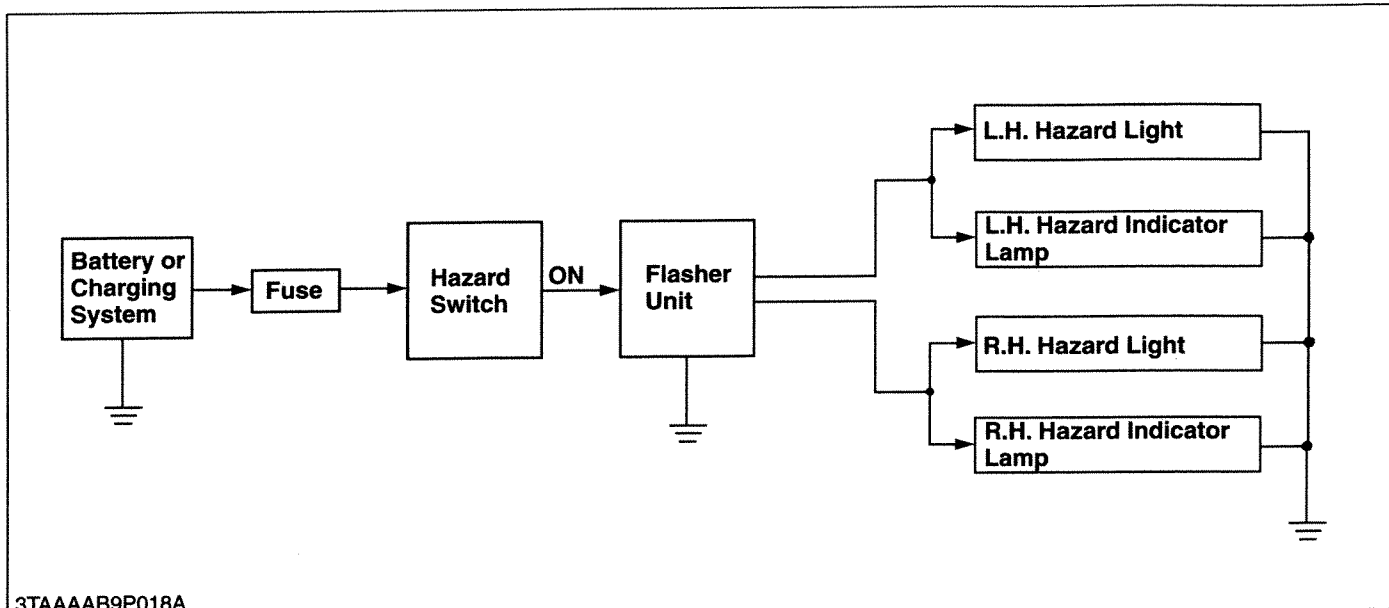 Battery or
Charging
System
Fuse
Hazard
Switch
ON
Flasher
Unit
L.H. Hazard Light
L.H. Hazard Indicator
Lamp
R.H. Hazard Light
R.H. Hazard Indicator
Lamp
3TAAAAB9P018A